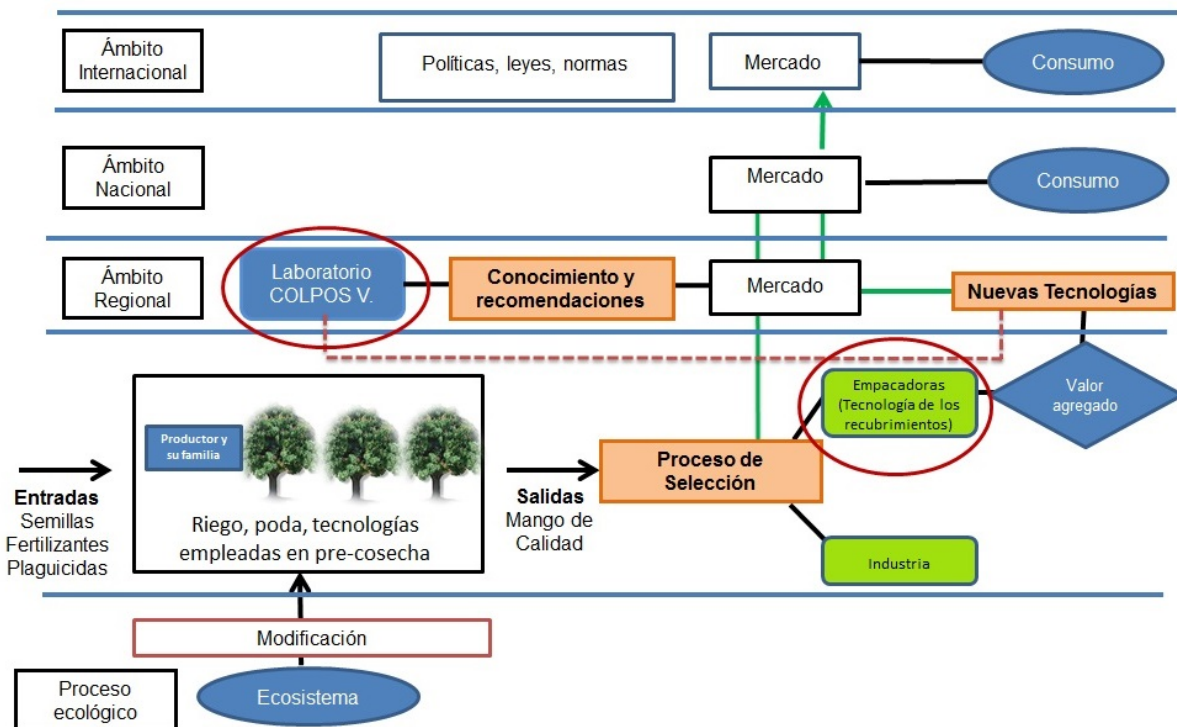 Ámbito
Internacional
Políticas, leyes, normas
Mercado
Consumo
Ámbito
Nacional
Mercado
Consumo
Ámbito
Regional
Laboratorio
COLPOS V.
Conocimiento y
recomendaciones
Mercado
Nuevas Tecnologías
Entradas
Semillas
Fertilizantes
Plaguicidas
Productor y
su familia
Riego, poda, tecnologías
empleadas en pre-cosecha
Salidas
Mango de
Calidad
Proceso de
Selección
Empacadoras
(Tecnología de los
recubrimientos)
Valor
agregado
Industria
Modificación
Proceso
ecológico
Ecosistema